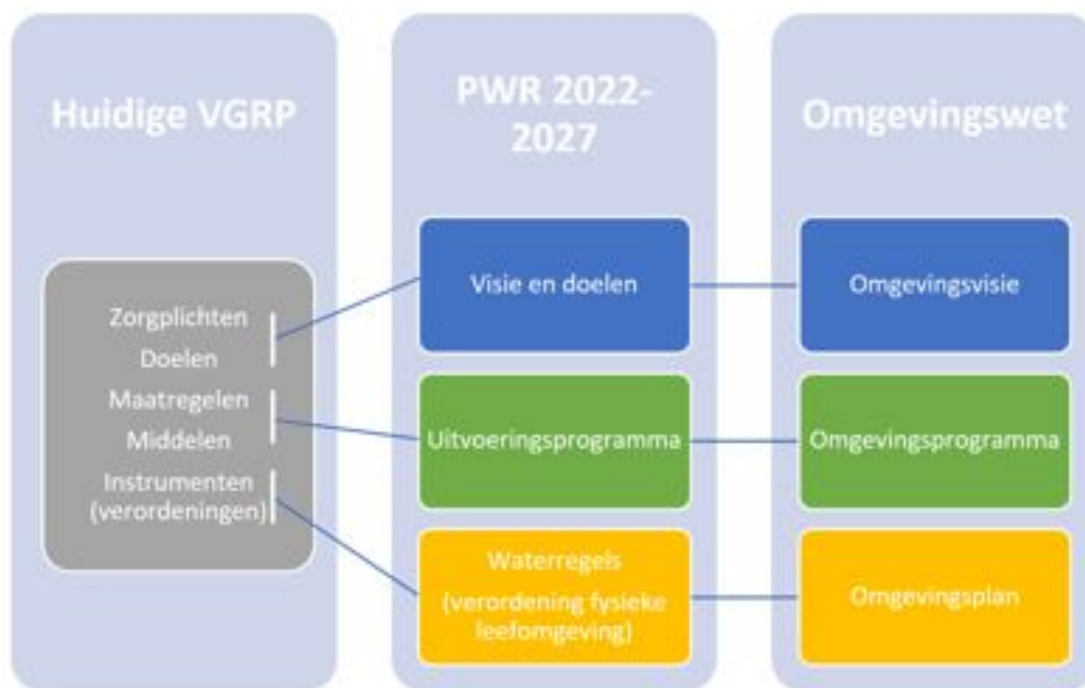 Huidige VGRP
Zorgplichten
Doelen
Maatregelen
Middelen
Instrumenten
(verordeningen)
PWR 2022-
2027
Visie en doelen
Uitvoeringsprogramma
Waterregels
(verordening fysieke
leefomgeving)
Omgevingswet
Omgevingsvisie
Omgevingsprogramma
Omgevingsplan